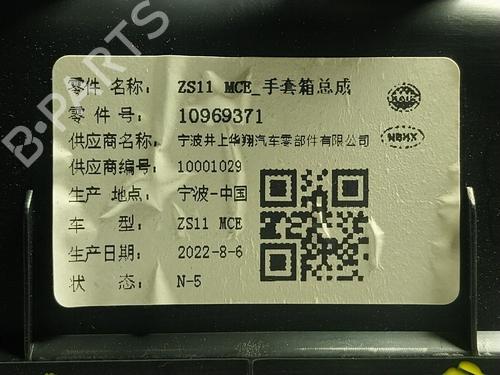 零件 名称： ZS11 MCE_手套箱总成
零 件 号： 10969371
供应商名称： 宁波井上华翔汽车零部件有限公司
供应商编号： 10001029
生产 地点： 宁波-中国
车 型： ZS11 MCE
生产日期： 2022-8-6
状 态： N-5
NBHX
B-PARTS